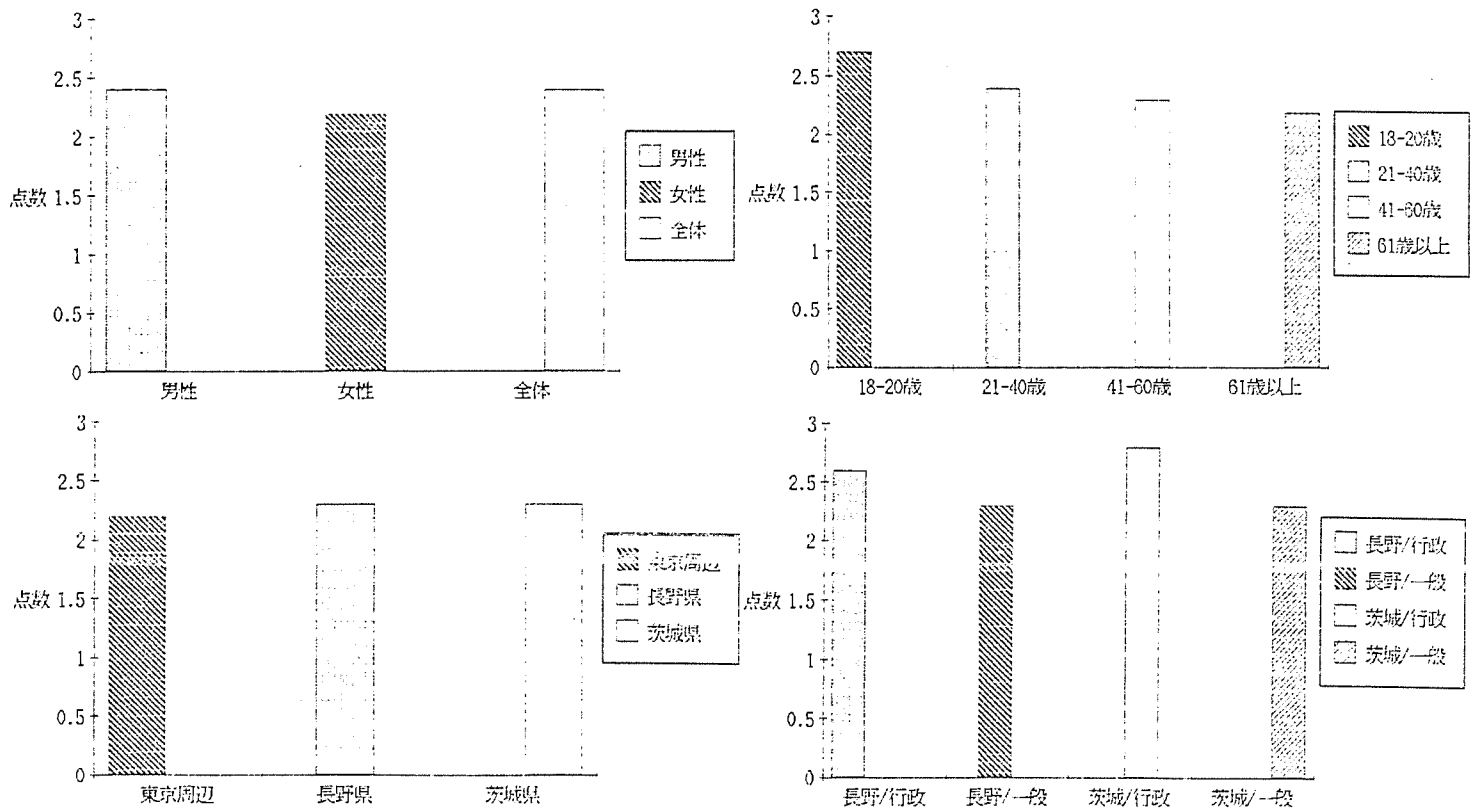 3
2.5
2
点数 1.5
1
0.5
0
男性 女性 全体
男性
女性
全体
3
2.5
2
点数 1.5
1
0.5
0
18-20歳 21-40歳 41-60歳 61歳以上
18-20歳
21-40歳
41-60歳
61歳以上
3
2.5
2
点数 1.5
1
0.5
0
東京周辺 長野県 茨城県
東京周辺
長野県
茨城県
3
2.5
2
点数 1.5
1
0.5
0
長野/行政 長野/一般 茨城/行政 茨城/一般
長野/行政
長野/一般
茨城/行政
茨城/一般